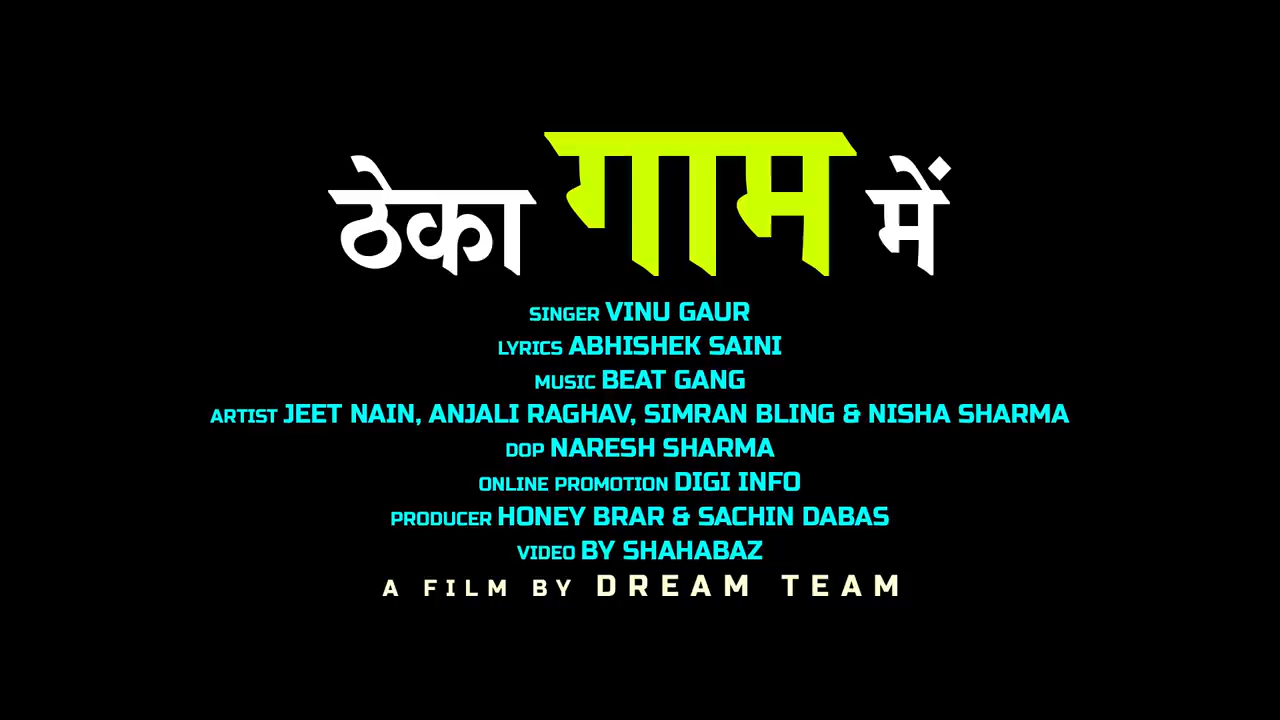 ठेका गाम में
SINGER VINU GAUR
LYRICS ABHISHEK SAINI
MUSIC BEAT GANG
ARTIST JEET NAIN, ANJALI RAGHAV, SIMRAN BLING & NISHA SHARMA
DOP NARESH SHARMA
ONLINE PROMOTION DIGI INFO
PRODUCER HONEY BRAR & SACHIN DABAS
VIDEO BY SHAHABAZ
A FILM BY DREAM TEAM